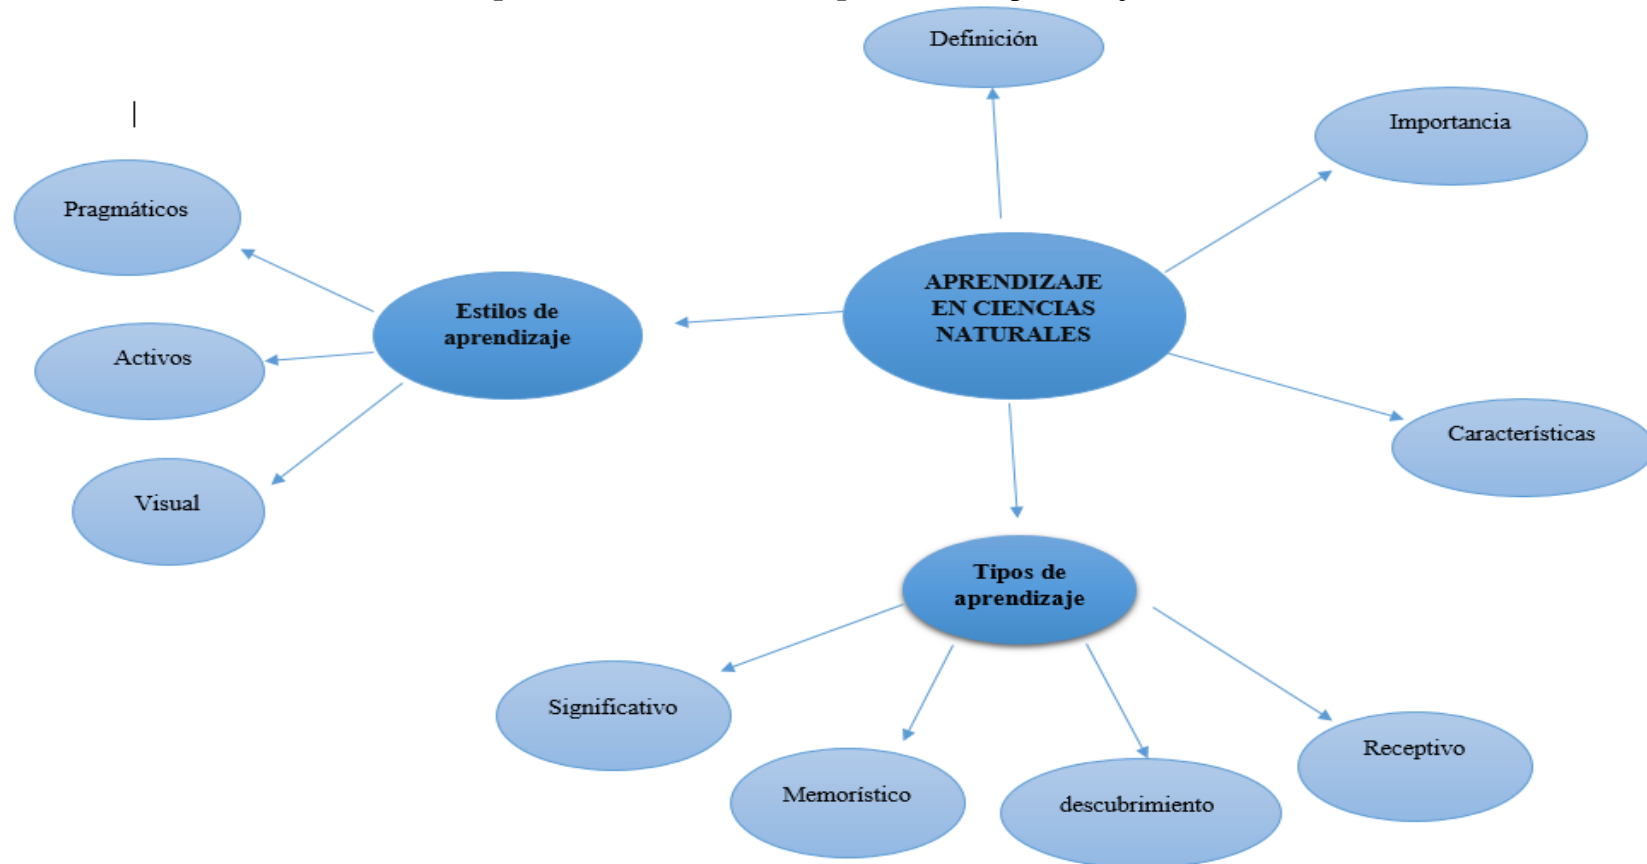 Definición
Importancia
Pragmáticos
APRENDIZAJE
EN CIENCIAS
NATURALES
Estilos de
aprendizaje
Activos
Características
Visual
Tipos de
aprendizaje
Significativo
Receptivo
Memorístico
descubrimiento